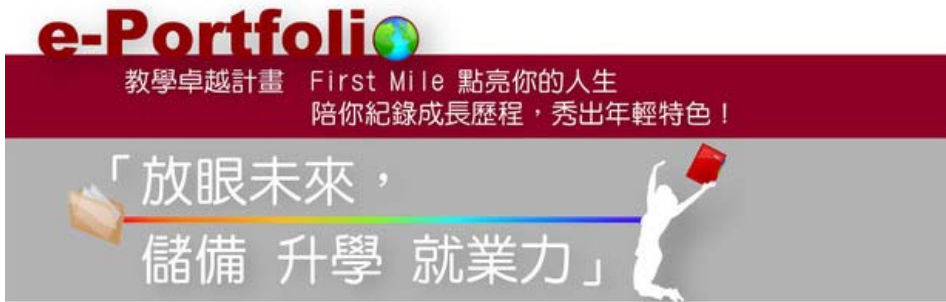 e-Portfolio
教學卓越計畫 First Mile 點亮你的人生
陪你紀錄成長歷程，秀出年輕特色！
「放眼未來，
儲備 升學 就業力」